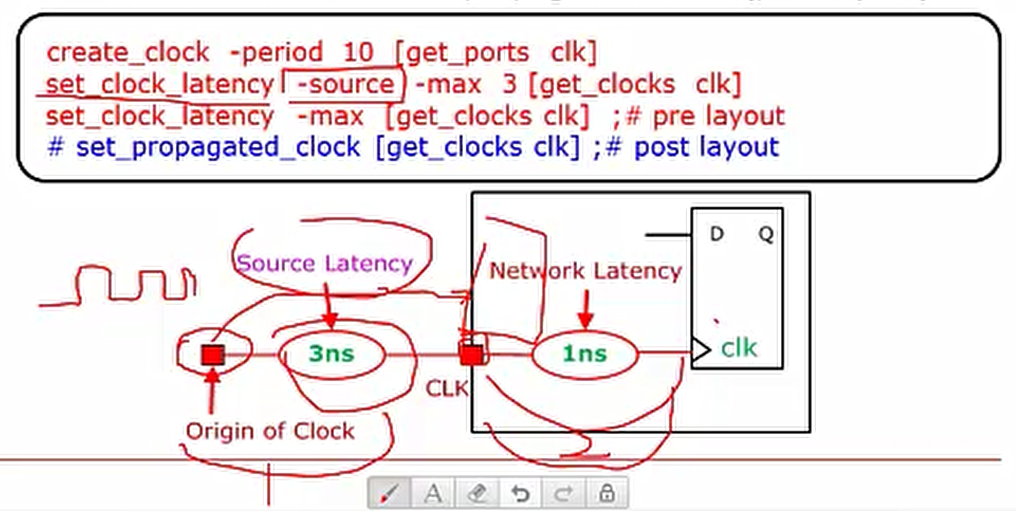 create_clock -period 10 [get_ports clk]
set_clock_latency -source -max 3 [get_clocks clk]
set_clock_latency -max [get_clocks clk] ;# pre layout
# set_propagated_clock [get_clocks clk] ;# post layout
D Q
Source Latency
Network Latency
3ns
1ns
clk
CLK
Origin of Clock
A